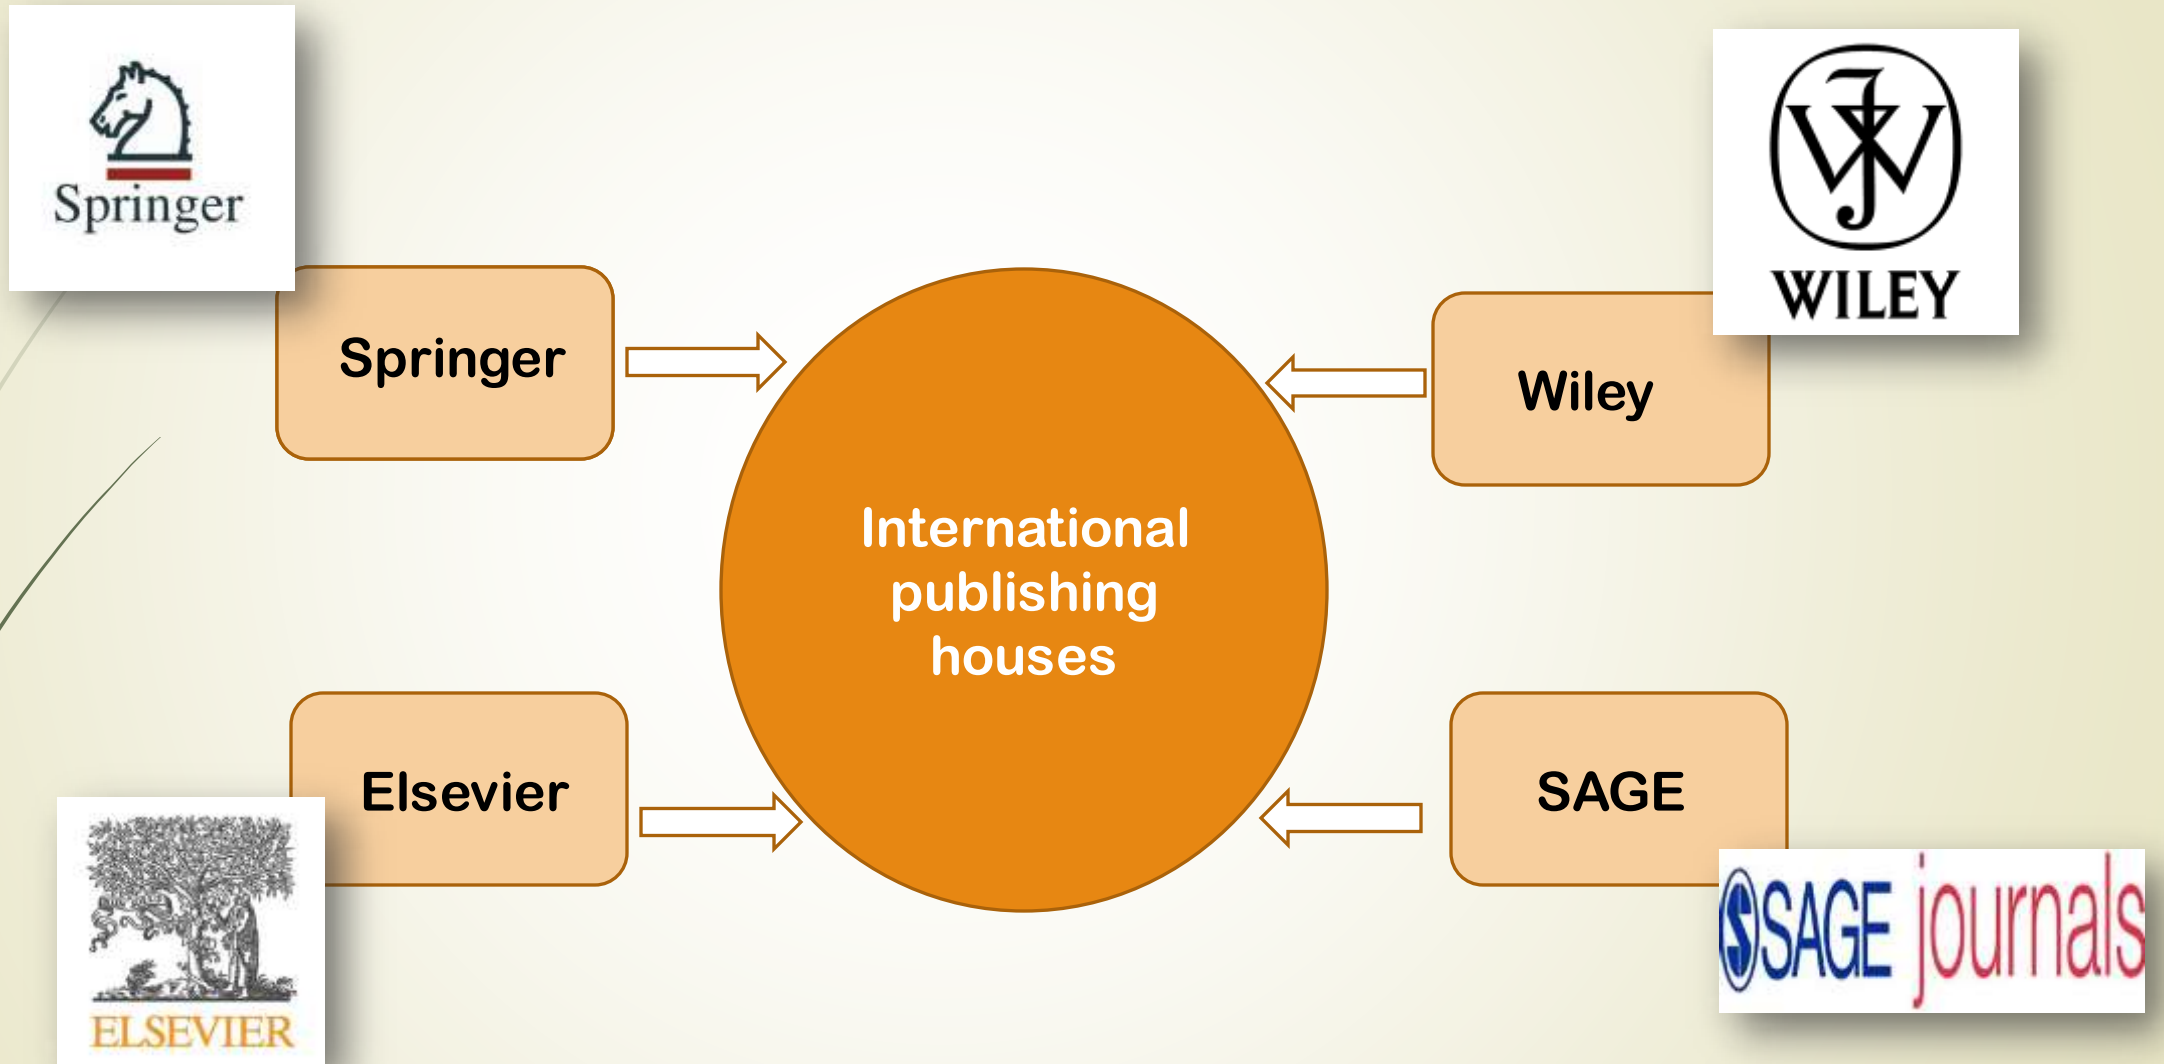 Springer
WILEY
Springer
Wiley
International
publishing
houses
Elsevier
SAGE
ELSEVIER
SAGE journals